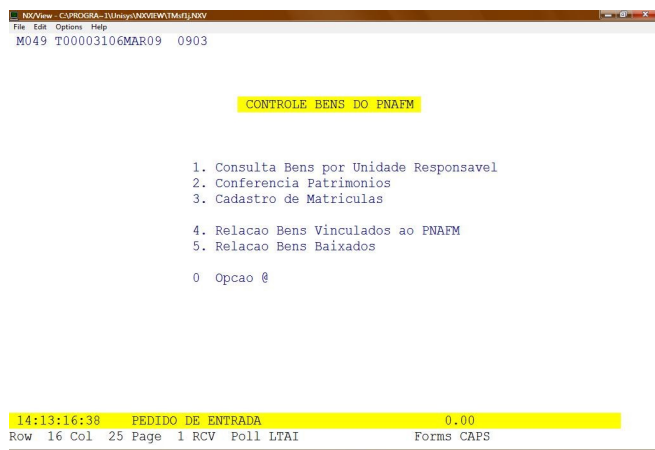 NX/View - C:\PROGRA~1\Unisys\NXVIEW\TMsf1j.NXV
File Edit Options Help
M049 T00003106MAR09 0903
CONTROLE BENS DO PNAFM
1. Consulta Bens por Unidade Responsavel
2. Conferencia Patrimonios
3. Cadastro de Matriculas
4. Relacao Bens Vinculados ao PNAFM
5. Relacao Bens Baixados
0 Opcao @
14:13:16:38 PEDIDO DE ENTRADA 0.00
Row 16 Col 25 Page 1 RCV Poll LTAI Forms CAPS